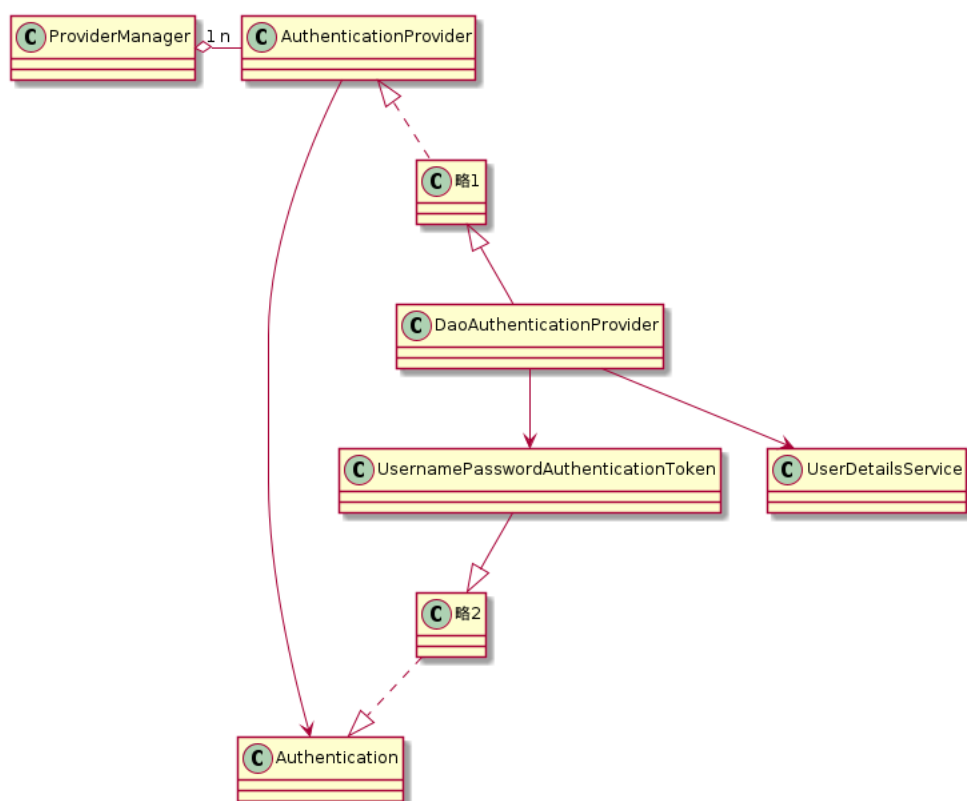 C ProviderManager
1 n
C AuthenticationProvider
C 略1
C DaoAuthenticationProvider
C UsernamePasswordAuthenticationToken
C UserDetailsService
C 略2
C Authentication